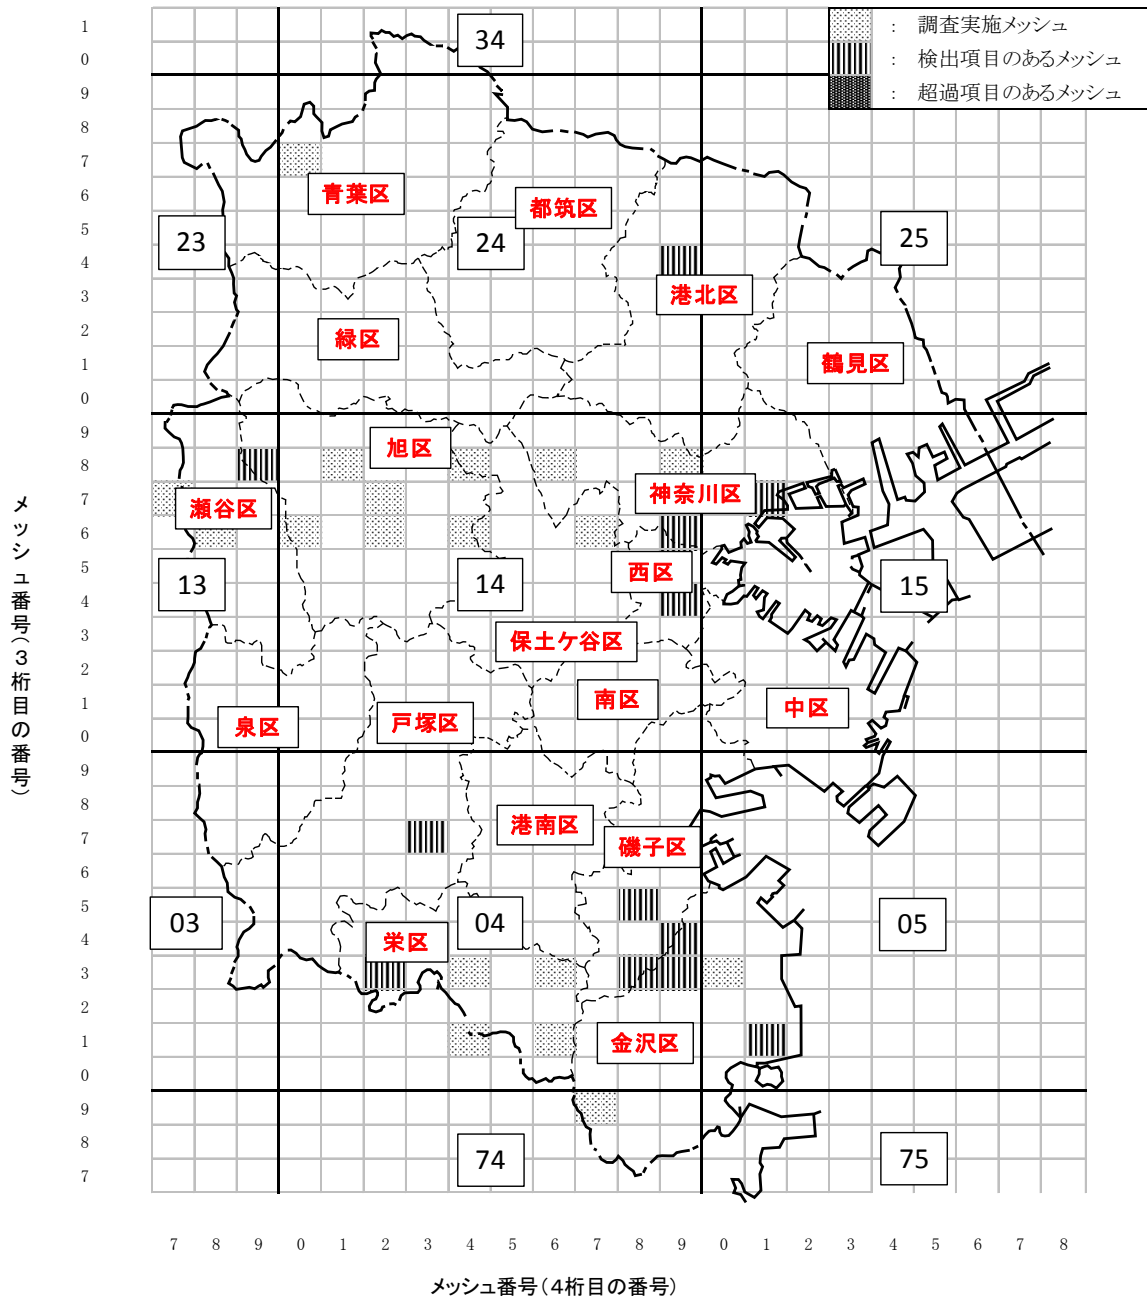 ： 調査実施メッシュ
： 検出項目のあるメッシュ
： 超過項目のあるメッシュ
1
34
0
9
8
7
青葉区
6
都筑区
5
23
24
25
4
港北区
3
2
緑区
1
鶴見区
0
9
旭区
8
神奈川区
7
瀬谷区
6
西区
5
13
14
15
4
3
保土ケ谷区
2
南区
1
中区
泉区
戸塚区
0
9
8
港南区
7
磯子区
6
5
03
04
05
4
栄区
3
2
1
金沢区
0
9
8
74
75
7
メッシュ番号（３桁目の番号）
7 8 9 0 1 2 3 4 5 6 7 8 9 0 1 2 3 4 5 6 7 8
メッシュ番号（４桁目の番号）